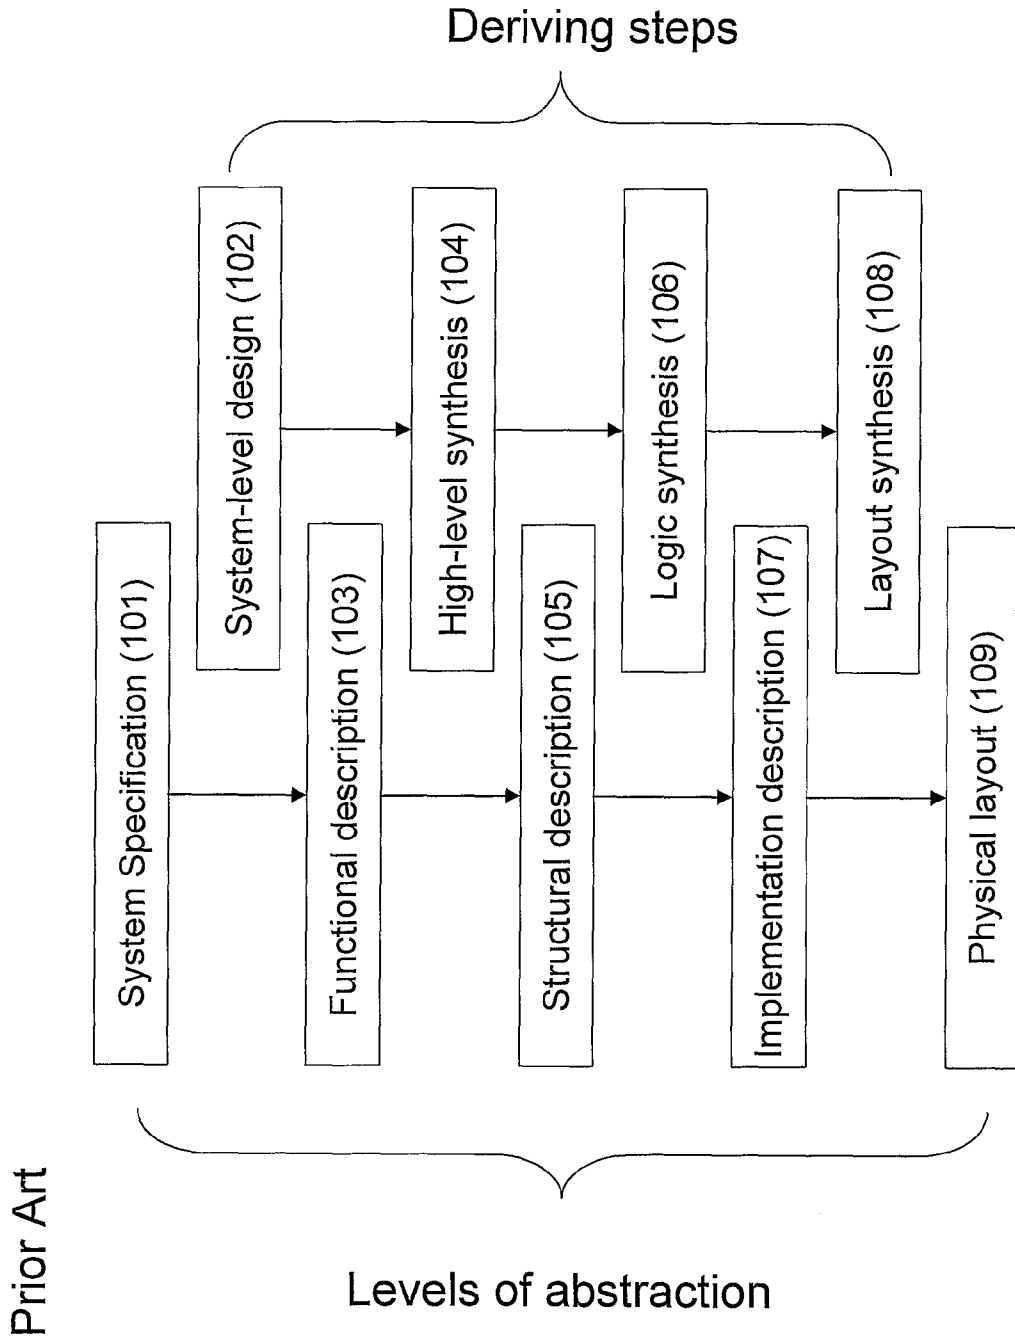 Prior Art
Deriving steps
System Specification (101)
System-level design (102)
Functional description (103)
High-level synthesis (104)
Structural description (105)
Logic synthesis (106)
Implementation description (107)
Layout synthesis (108)
Physical layout (109)
Levels of abstraction